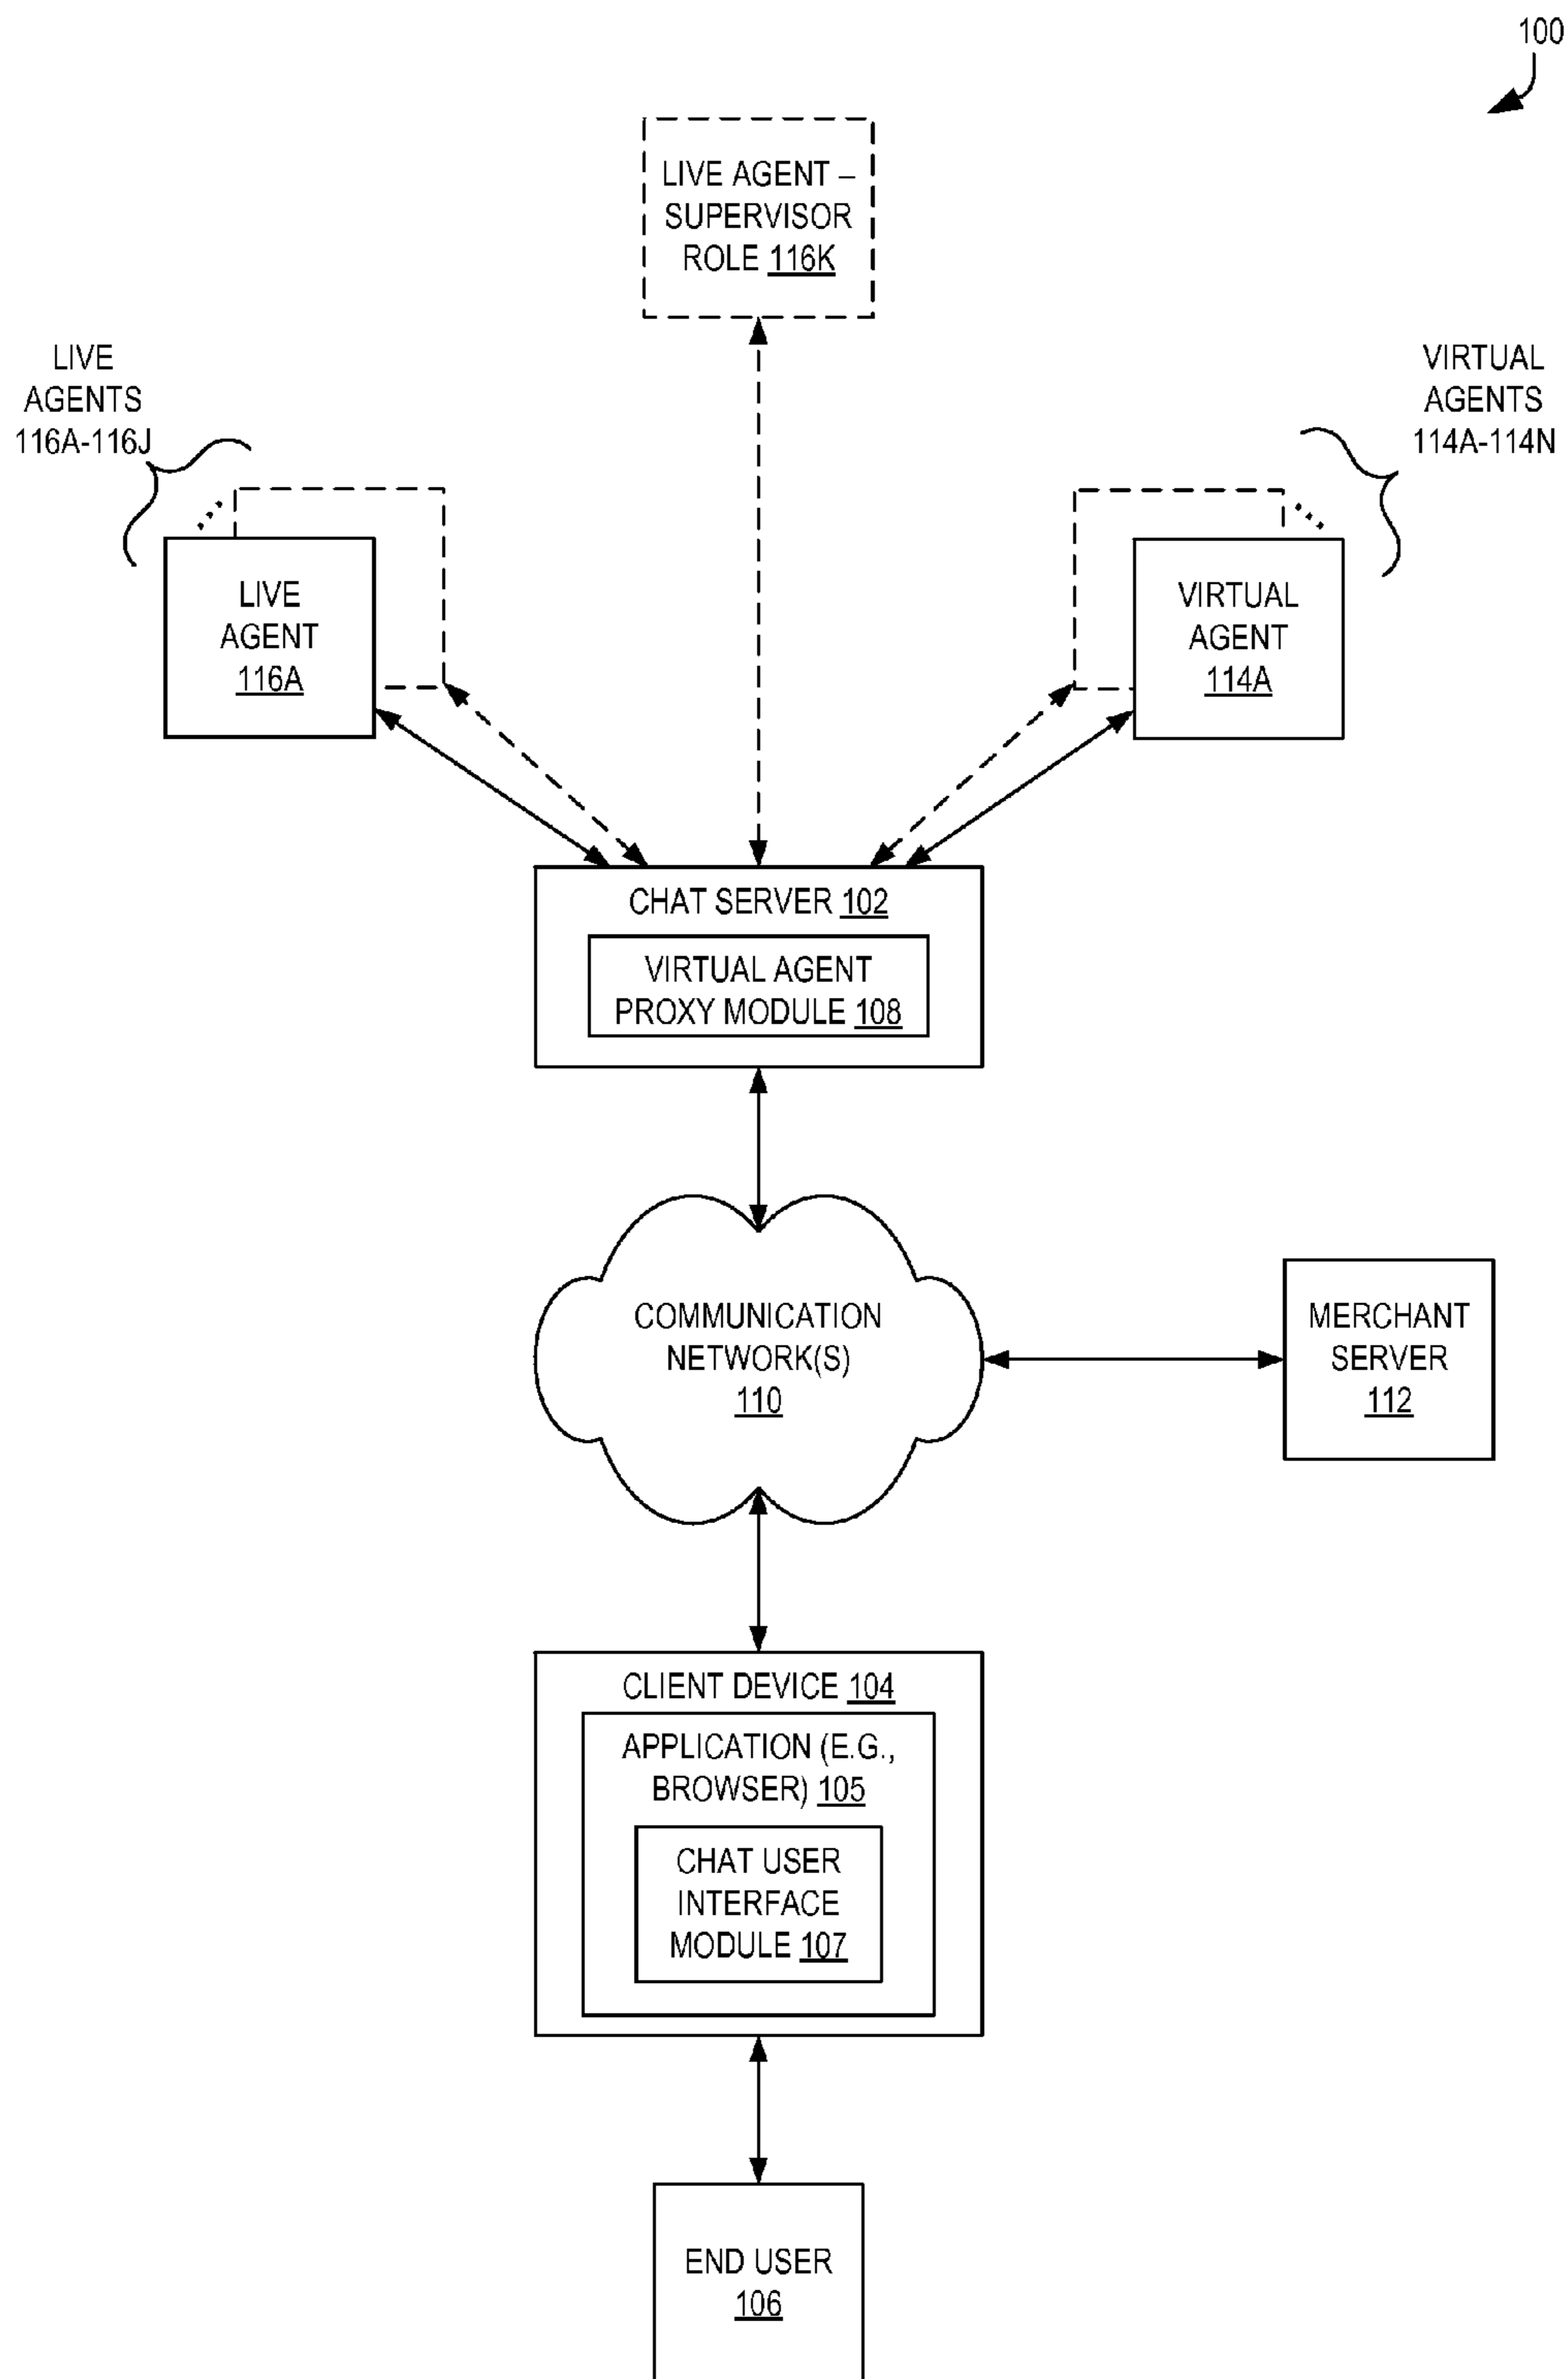 100
LIVE AGENT –
SUPERVISOR
ROLE 116K
LIVE
AGENTS
116A-116J
VIRTUAL
AGENTS
114A-114N
LIVE
AGENT
116A
VIRTUAL
AGENT
114A
CHAT SERVER 102
VIRTUAL AGENT
PROXY MODULE 108
COMMUNICATION
NETWORK(S)
110
MERCHANT
SERVER
112
CLIENT DEVICE 104
APPLICATION (E.G.,
BROWSER) 105
CHAT USER
INTERFACE
MODULE 107
END USER
106